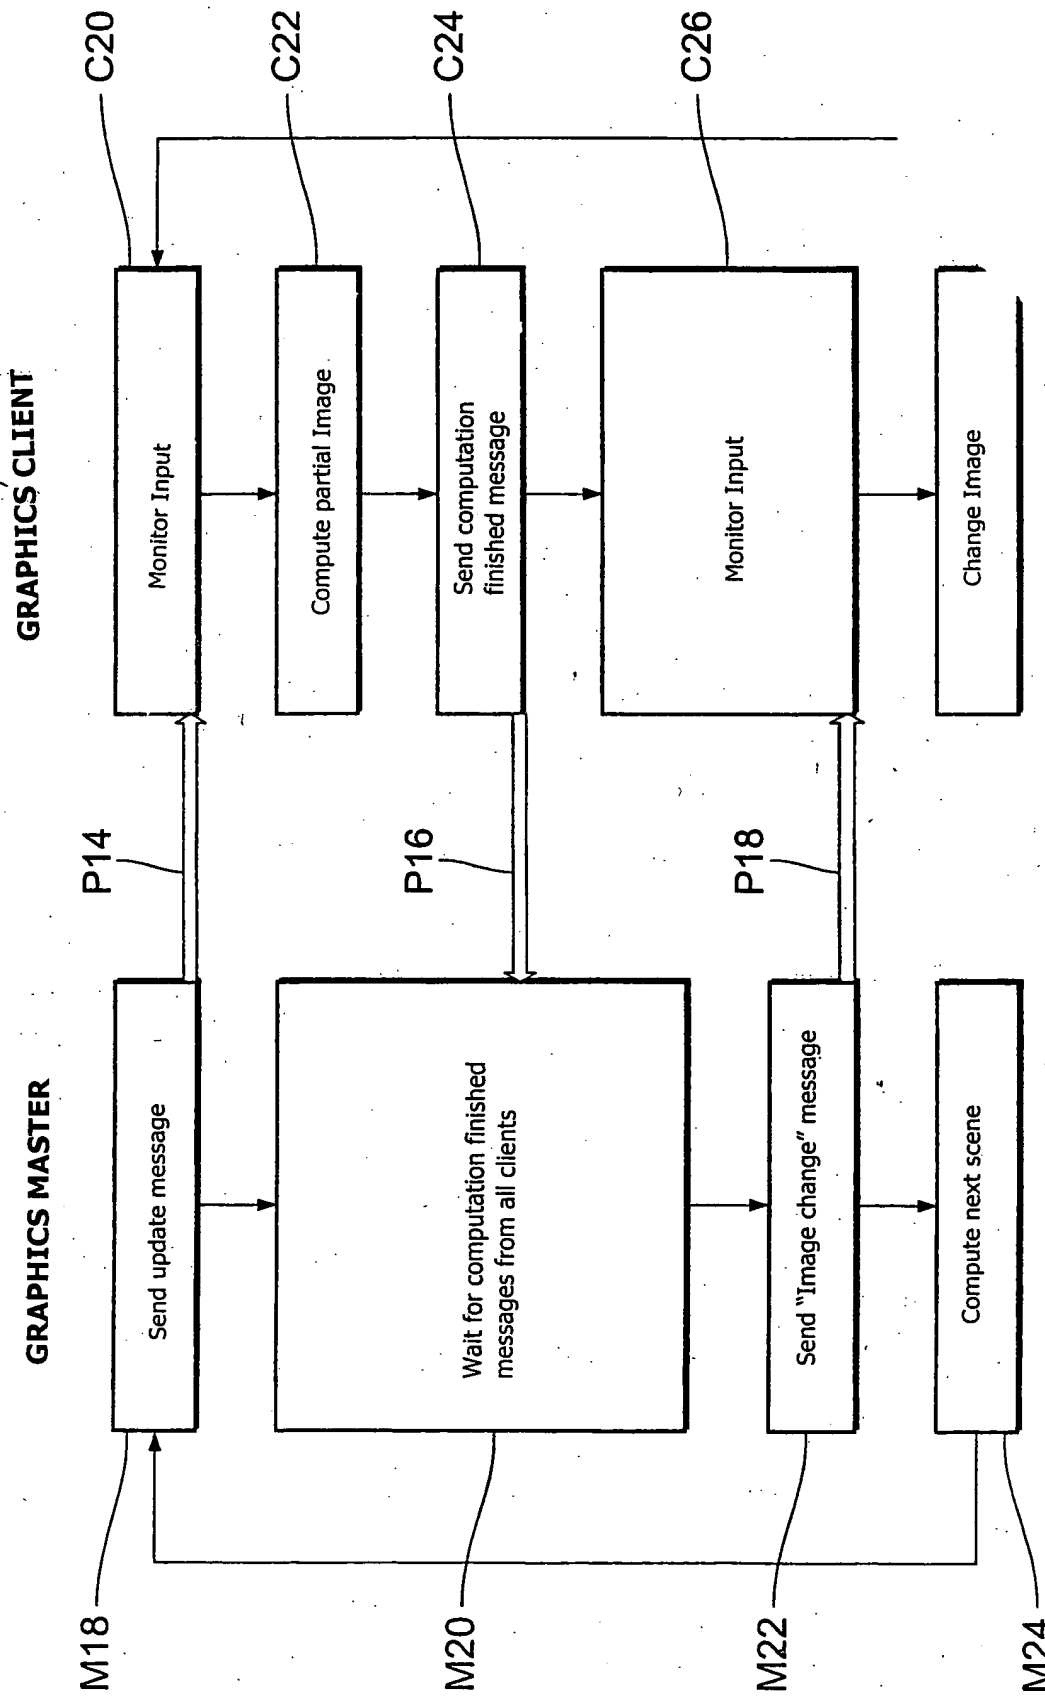 GRAPHICS MASTER
GRAPHICS CLIENT
M18
Send update message
P14
Monitor Input
C20
Compute partial Image
C22
M20
Wait for computation finished
messages from all clients
P16
Send computation
finished message
C24
M22
Send "Image change" message
P18
Monitor Input
C26
M24
Compute next scene
Change Image